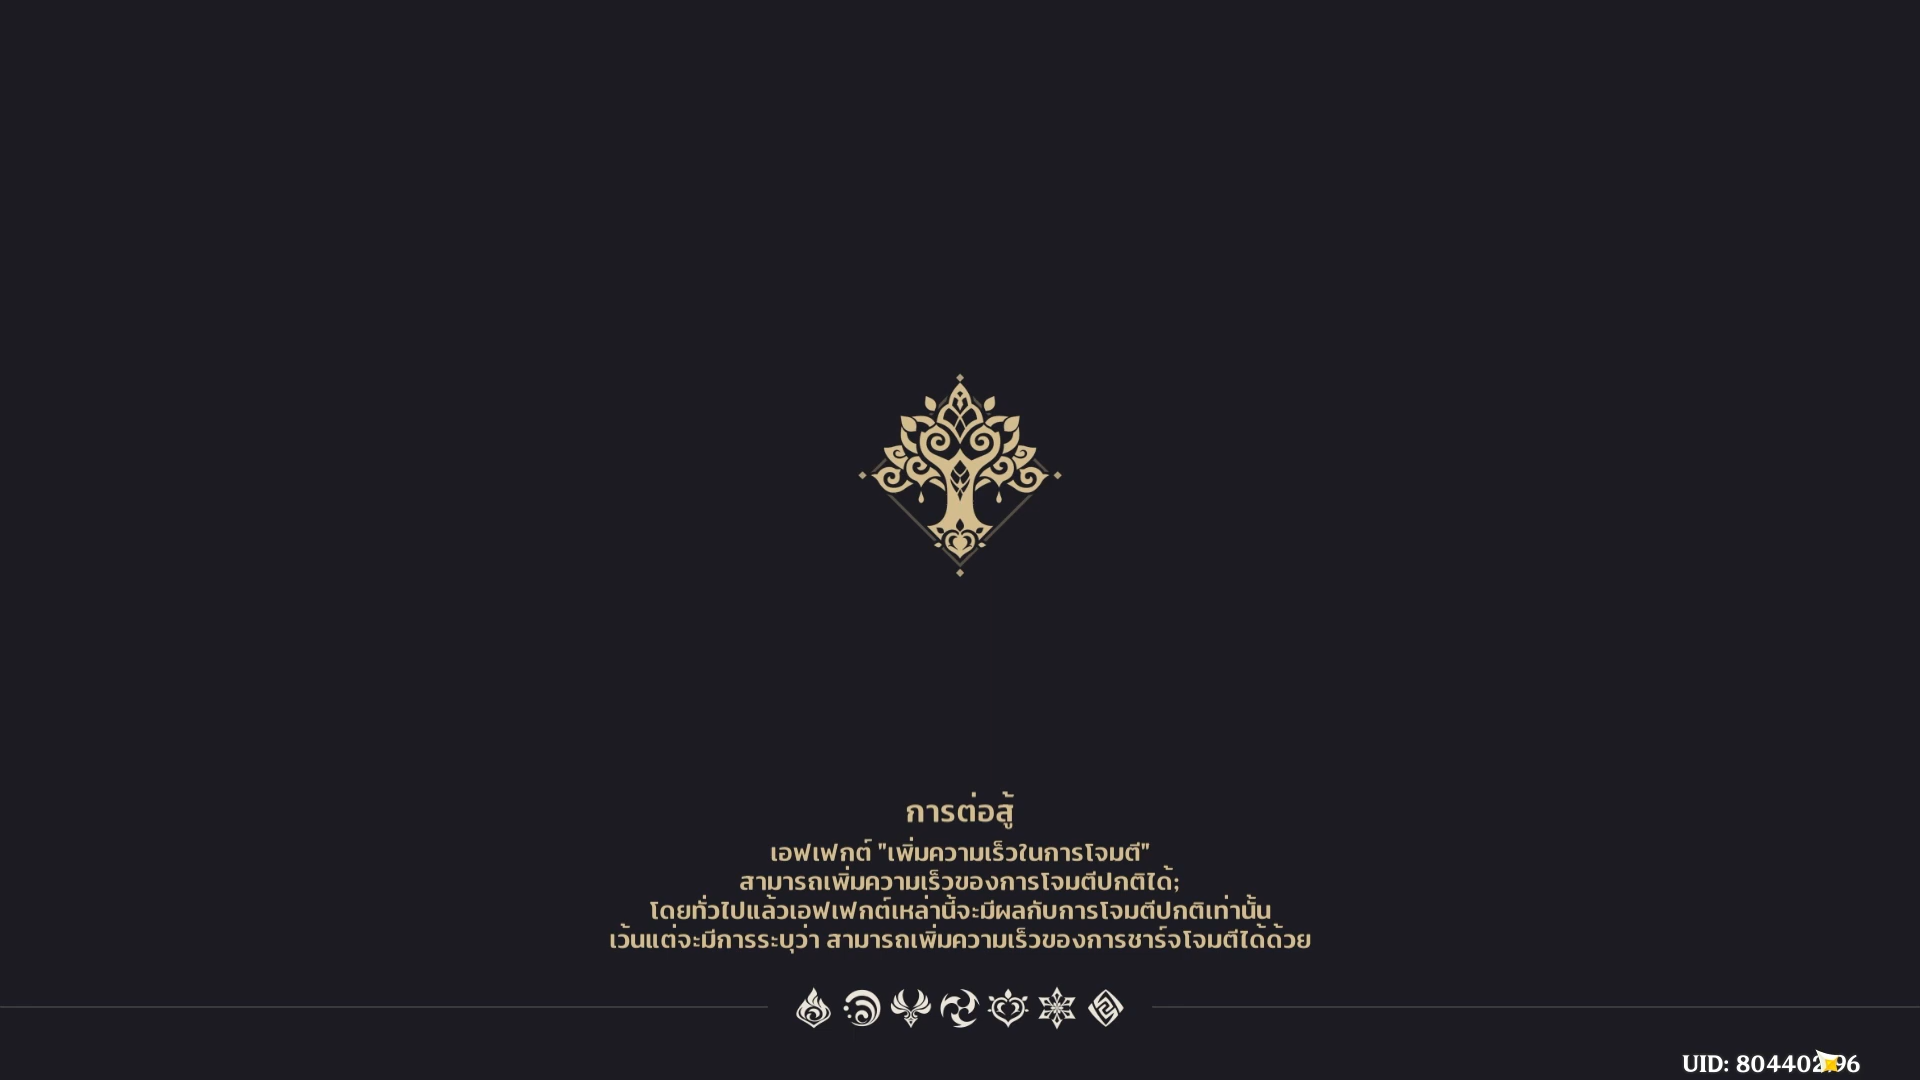 การต่อสู้
เอฟเฟกต์ "เพิ่มความเร็วในการโจมตี"
สามารถเพิ่มความเร็วของการโจมตีปกติได้;
โดยทั่วไปแล้วเอฟเฟกต์เหล่านี้จะมีผลกับการโจมตีปกติเท่านั้น
เว้นแต่จะมีการระบุว่า สามารถเพิ่มความเร็วของการชาร์จโจมตีได้ด้วย
UID: